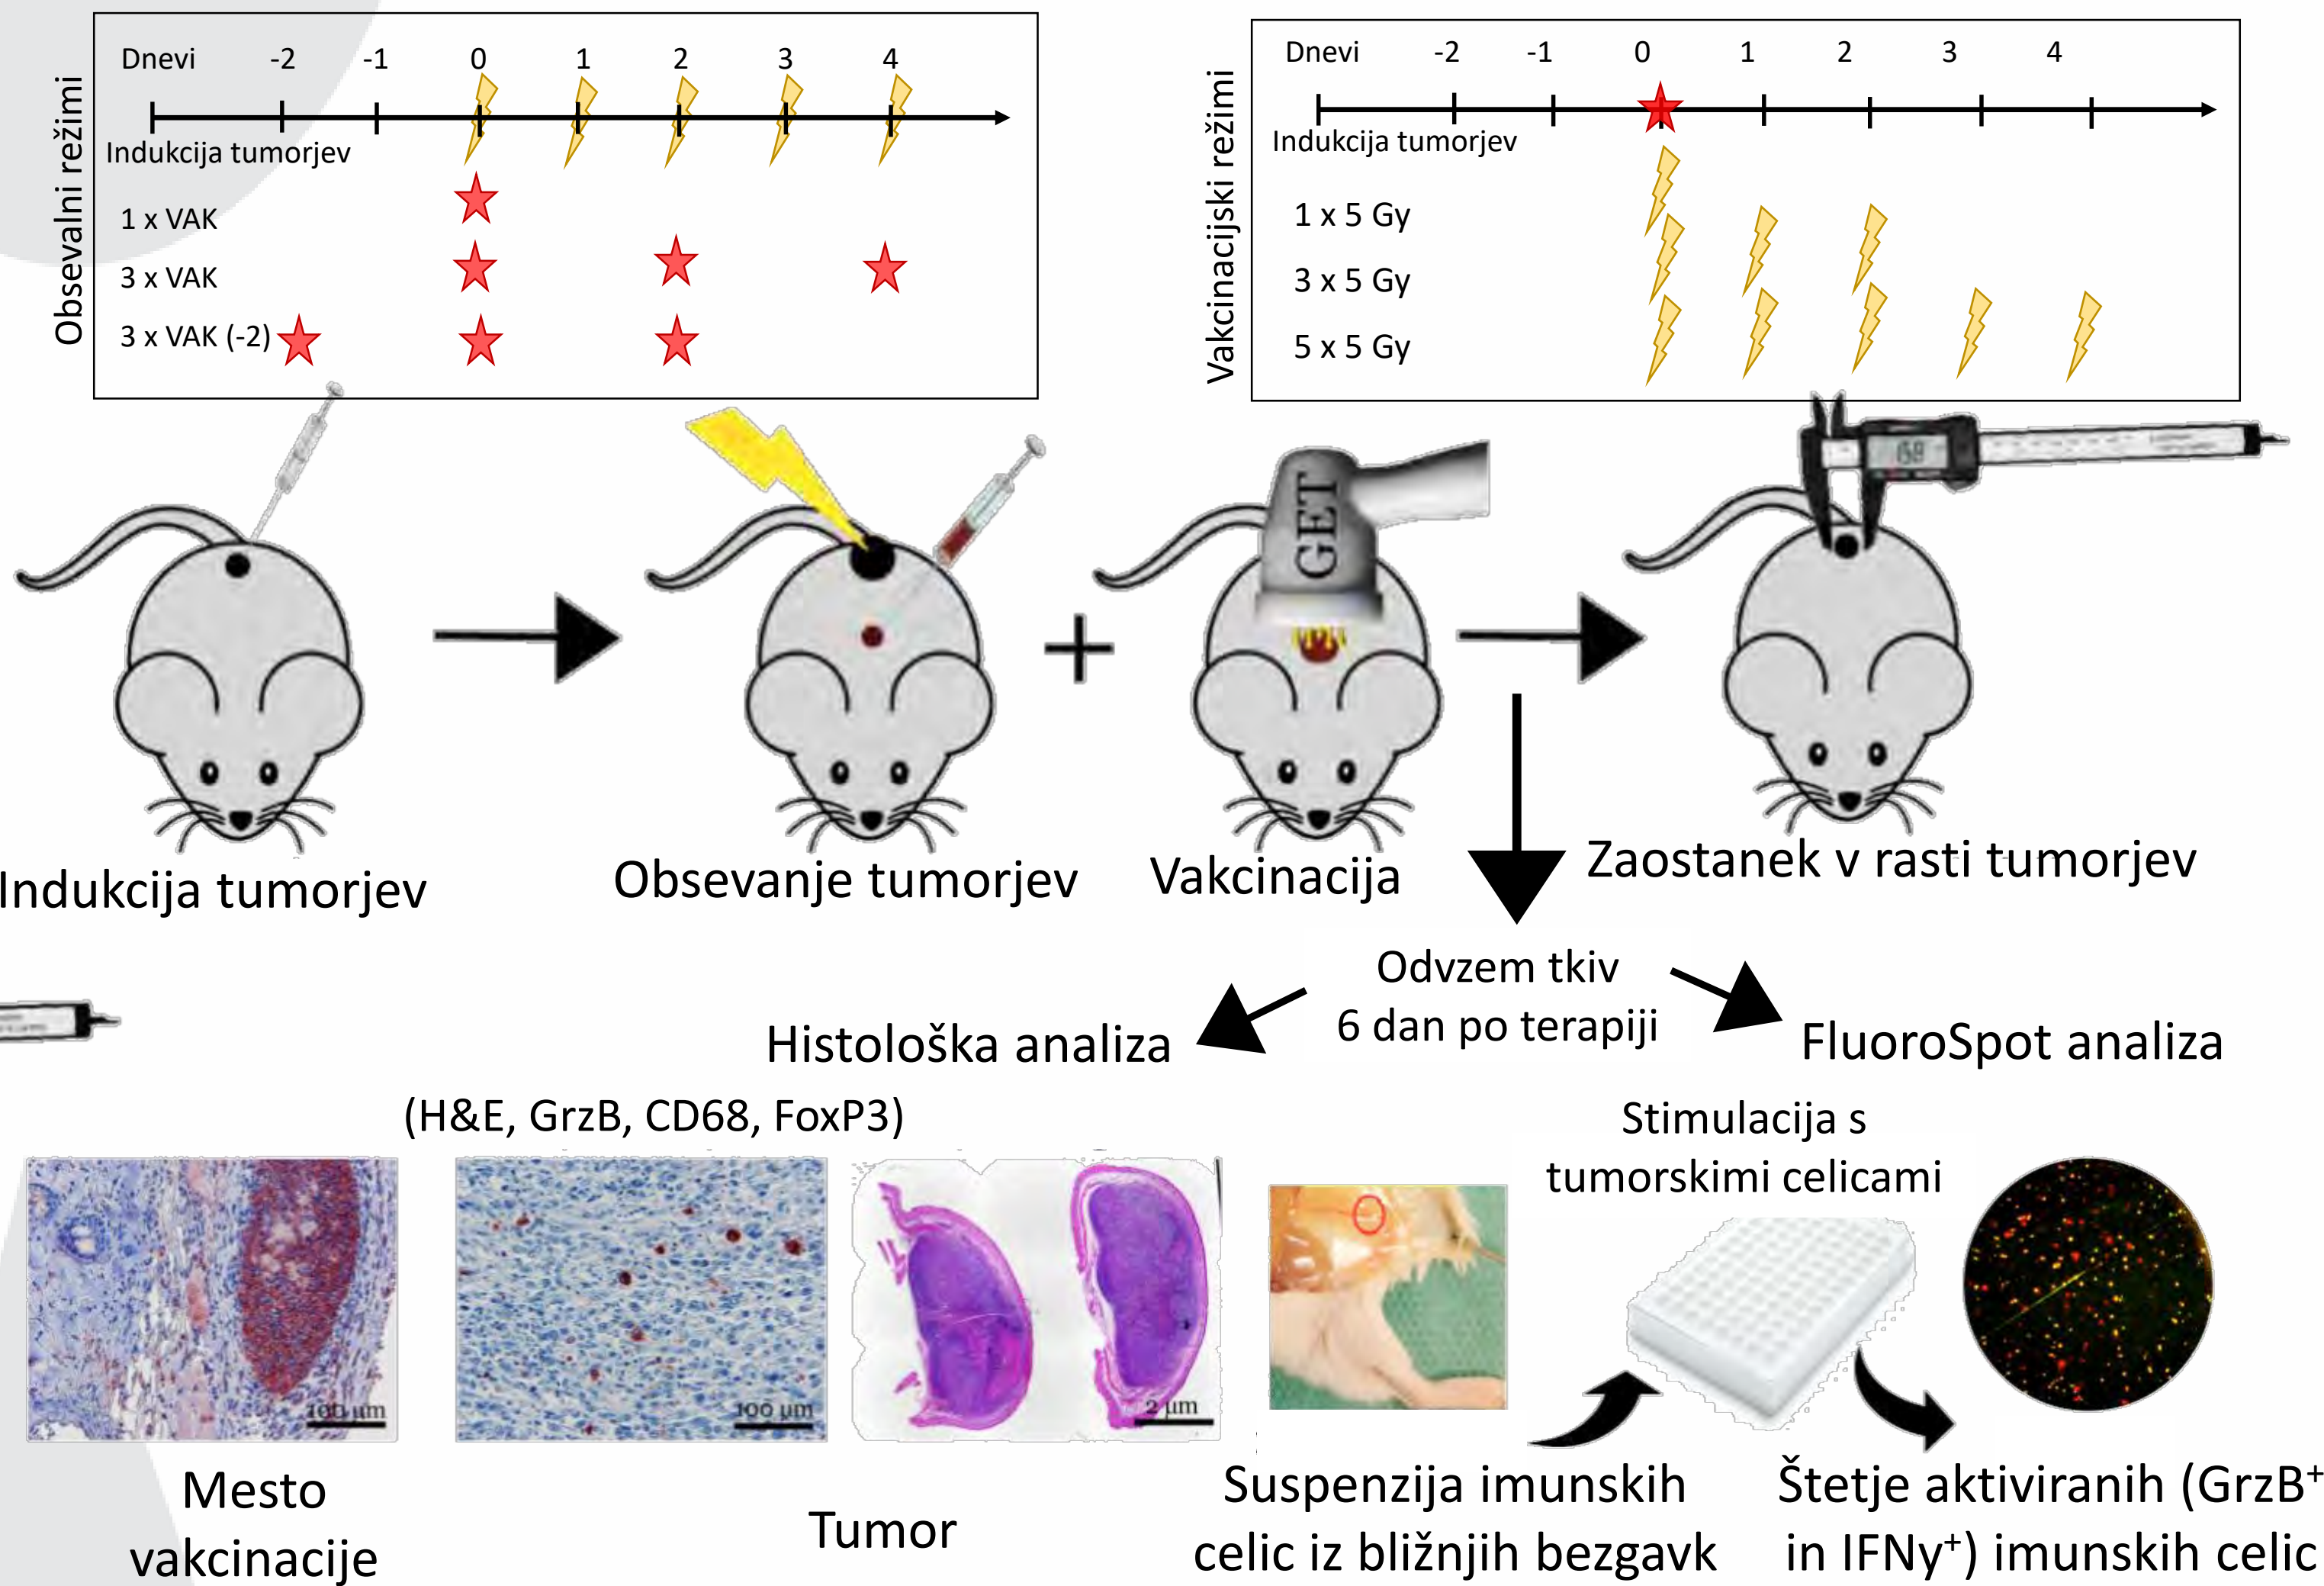 Obsevalni režimi
Dnevi -2 -1 0 1 2 3 4
Indukcija tumorjev
1 x VAK
3 x VAK
3 x VAK (-2)
Vakcinacijski režimi
Dnevi -2 -1 0 1 2 3 4
Indukcija tumorjev
1 x 5 Gy
3 x 5 Gy
5 x 5 Gy
GET
Indukcija tumorjev
Obsevanje tumorjev
Vakcinacija
Zaostanek v rasti tumorjev
Odvzem tkiv
6 dan po terapiji
Histološka analiza
(H&E, GrzB, CD68, FoxP3)
FluoroSpot analiza
Stimulacija s
tumorskimi celicami
100 µm
100 µm
2 µm
Mesto
vakcinacije
Tumor
Suspenzija imunskih
celic iz bližnjih bezgavk
Štetje aktiviranih (GrzB⁺
in IFNy⁺) imunskih celic